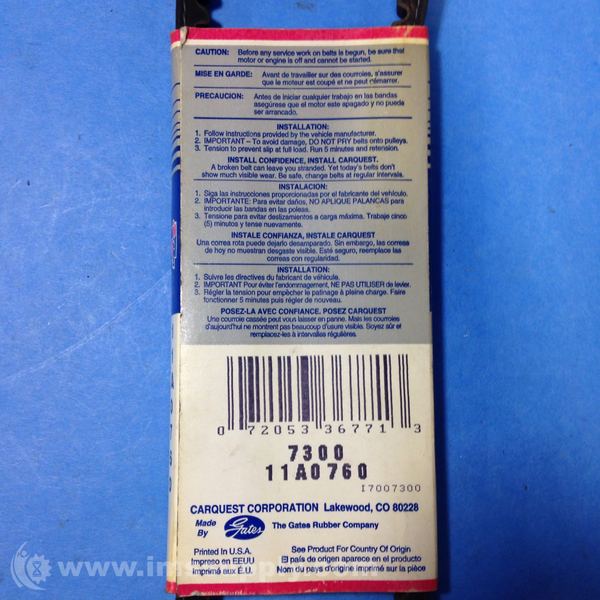 CAUTION: Before any service work on belts is begun, be sure that
motor or engine is off and cannot be started.
MISE EN GARDE: Avant de travailler sur des courroies, s'assurer
que le moteur est coupé et ne peut démarrer.
PRECAUCION: Antes de iniciar cualquier trabajo en las bandas
asegúrese que el motor este apagado y no puede
ser arrancado.
INSTALLATION:
1. Follow instructions provided by the vehicle manufacturer.
2. IMPORTANT – To avoid damage, DO NOT PRY belts onto pulleys.
3. Tension to prevent slip at full load. Run 5 minutes and retension.
INSTALL CONFIDENCE, INSTALL CARQUEST.
A broken belt can leave you stranded. Yet today's belts don't
show much visible wear. Be safe, change belts at regular intervals.
INSTALACION:
1. Siga las instrucciones proporcionadas por el fabricante del vehículo.
2. IMPORTANTE: Para evitar daños, NO APLIQUE PALANCAS para
introducir las bandas en las poleas.
3. Tensione para evitar deslizamientos a carga máxima. Trabaje cinco
(5) minutos y tense nuevamente.
INSTALE CONFIANZA, INSTALE CARQUEST
Una correa rota puede dejarlo desamparado. Sin embargo, las correas
de hoy no muestran desgaste visible. Esté seguro, reemplace las
correas con regularidad.
INSTALLATION:
1. Suivre les directives du fabricant de véhicule.
2. IMPORTANT Pour éviter l'endommagement, NE PAS UTILISER de levier.
3. Régler la tension pour empêcher le patinage à pleine charge. Faire
fonctionner 5 minutes puis régler de nouveau.
POSEZ-LA AVEC CONFIANCE. POSEZ CARQUEST
Une courroie cassée peut vous laisser en panne. Mais les courroies
d'aujourd'hui ne montrent pas beaucoup d'usure visible. Soyez sûr et
remplacez-les à intervalles régulières.
0 72053 36771 3
7300
11A0760
I7007300
CARQUEST CORPORATION Lakewood, CO 80228
Made By Gates The Gates Rubber Company
Printed in U.S.A. See Product For Country Of Origin
Impreso en EEUU El país de origen aparece en el producto
Imprimé aux É.U. Nom du pays d'origine imprimé sur la pièce